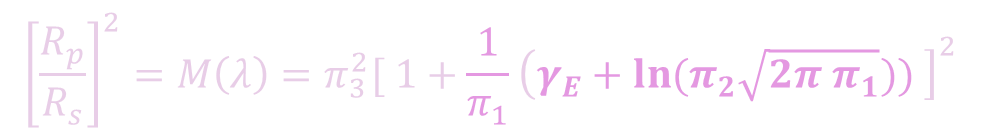 [R_p/R_s]^2 = M(λ) = π_3^2[ 1 + 1/π_1 (γ_E + ln(π_2√(2π π_1))) ]^2